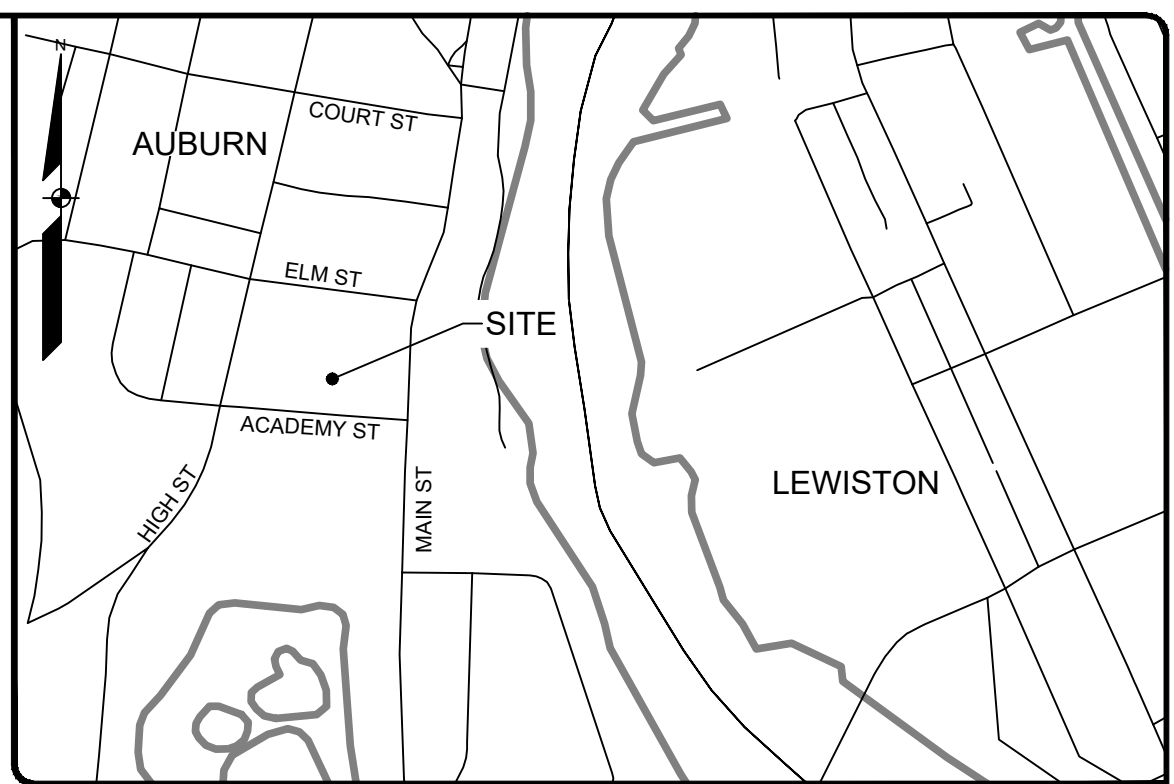 N
COURT ST
AUBURN
ELM ST
SITE
ACADEMY ST
HIGH ST
MAIN ST
LEWISTON